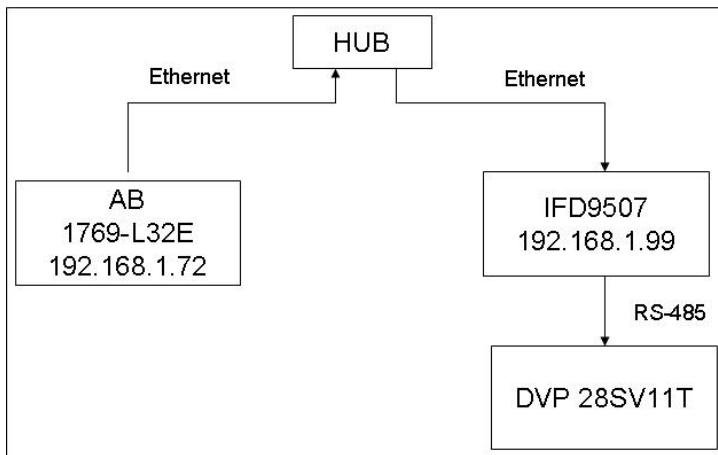 HUB
Ethernet
Ethernet
AB
1769-L32E
192.168.1.72
IFD9507
192.168.1.99
RS-485
DVP 28SV11T